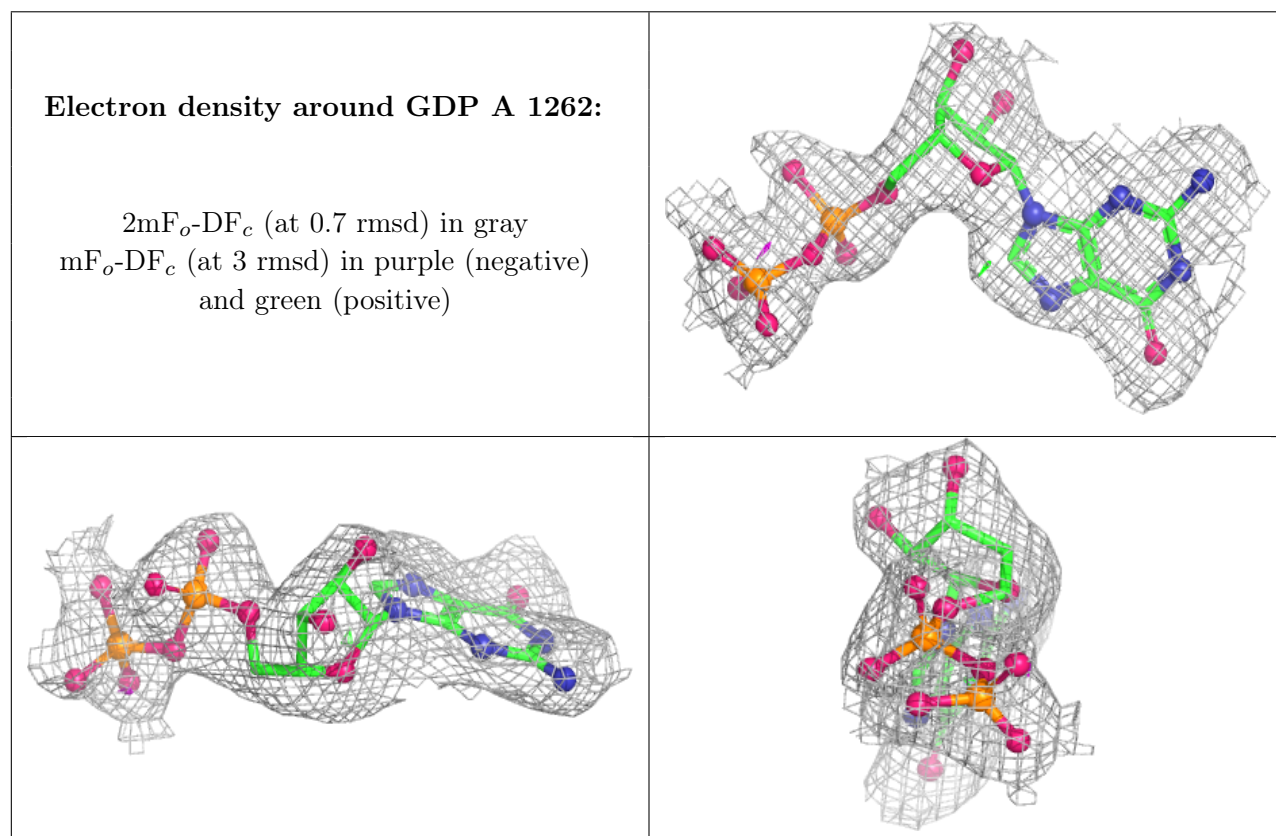 Electron density around GDP A 1262:
2mFo-DFc (at 0.7 rmsd) in gray
mFo-DFc (at 3 rmsd) in purple (negative)
and green (positive)